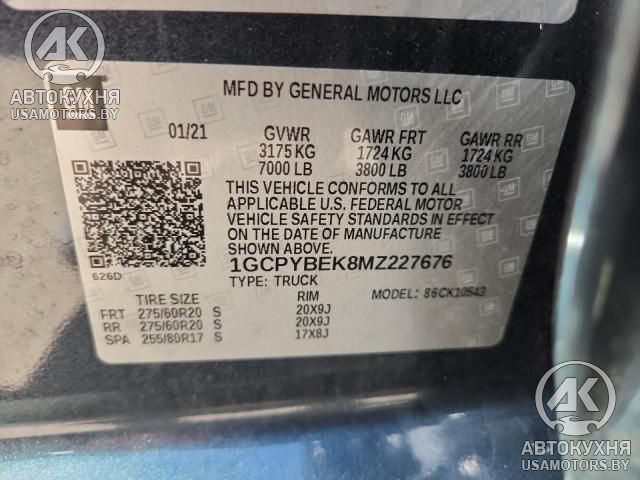 АК
АВТОКУХНЯ
USAMOTORS.BY
MFD BY GENERAL MOTORS LLC
01/21 GVWR GAWR FRT GAWR RR
3175 KG 1724 KG 1724 KG
7000 LB 3800 LB 3800 LB
THIS VEHICLE CONFORMS TO ALL
APPLICABLE U.S. FEDERAL MOTOR
VEHICLE SAFETY STANDARDS IN EFFECT
ON THE DATE OF MANUFACTURE
SHOWN ABOVE.
1GCPYBEK8MZ227676
626D
TYPE: TRUCK
MODEL: 86CK10543
TIRE SIZE RIM
FRT 275/60R20 S 20X9J
RR 275/60R20 S 20X9J
SPA 255/80R17 S 17X8J
АК
АВТОКУХНЯ
USAMOTORS.BY